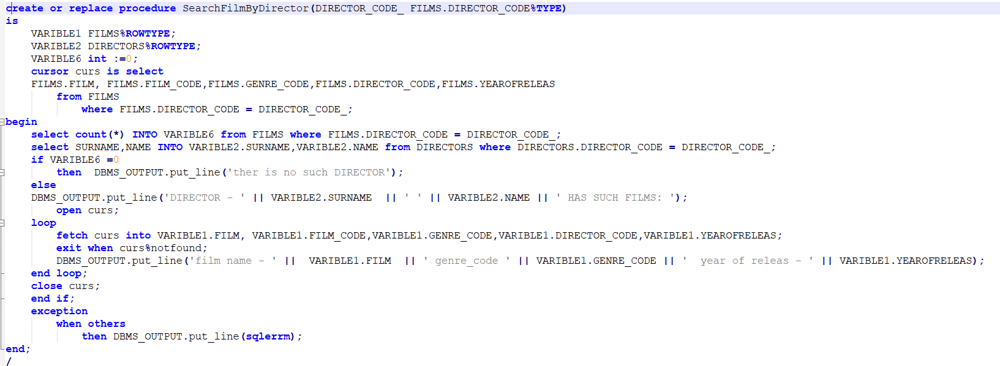 create or replace procedure SearchFilmByDirector(DIRECTOR_CODE_ FILMS.DIRECTOR_CODE%TYPE)
is
VARIBLE1 FILMS%ROWTYPE;
VARIBLE2 DIRECTORS%ROWTYPE;
VARIBLE6 int :=0;
cursor curs is select
FILMS.FILM, FILMS.FILM_CODE,FILMS.GENRE_CODE,FILMS.DIRECTOR_CODE,FILMS.YEAROFRELEAS
from FILMS
where FILMS.DIRECTOR_CODE = DIRECTOR_CODE_;
begin
select count(*) INTO VARIBLE6 from FILMS where FILMS.DIRECTOR_CODE = DIRECTOR_CODE_;
select SURNAME,NAME INTO VARIBLE2.SURNAME,VARIBLE2.NAME from DIRECTORS where DIRECTORS.DIRECTOR_CODE = DIRECTOR_CODE_;
if VARIBLE6 =0
then  DBMS_OUTPUT.put_line('ther is no such DIRECTOR');
else
DBMS_OUTPUT.put_line('DIRECTOR - ' || VARIBLE2.SURNAME  || ' ' || VARIBLE2.NAME || ' HAS SUCH FILMS: ');
open curs;
loop
fetch curs into VARIBLE1.FILM, VARIBLE1.FILM_CODE,VARIBLE1.GENRE_CODE,VARIBLE1.DIRECTOR_CODE,VARIBLE1.YEAROFRELEAS;
exit when curs%notfound;
DBMS_OUTPUT.put_line('film name - ' ||  VARIBLE1.FILM  || ' genre_code ' || VARIBLE1.GENRE_CODE || '  year of releas - ' || VARIBLE1.YEAROFRELEAS);
end loop;
close curs;
end if;
exception
when others
then DBMS_OUTPUT.put_line(sqlerrm);
end;
/